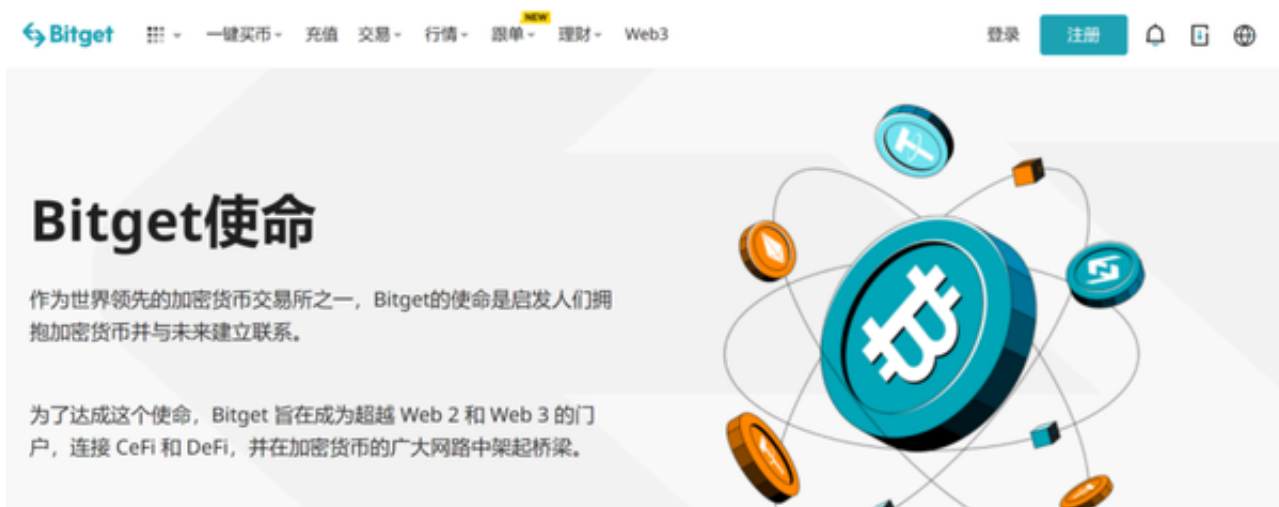 Bitget 一键买币 充值 交易 行情 跟单 NEW 理财 Web3 登录 注册
Bitget使命
作为世界领先的加密货币交易所之一，Bitget的使命是启发人们拥
抱加密货币并与未来建立联系。
为了达成这个使命，Bitget 旨在成为超越 Web 2 和 Web 3 的门
户，连接 CeFi 和 DeFi，并在加密货币的广大网路中架起桥梁。